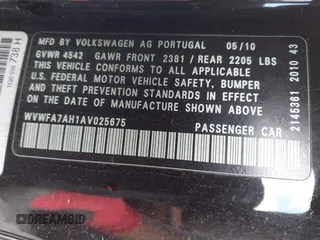 MFD BY VOLKSWAGEN AG PORTUGAL 05/10
GVWR 4542 GAWR FRONT 2381 / REAR 2205 LBS
THIS VEHICLE CONFORMS TO ALL APPLICABLE
U.S. FEDERAL MOTOR VEHICLE SAFETY, BUMPER,
AND THEFT PREVENTION STANDARDS IN EFFECT
ON THE DATE OF MANUFACTURE SHOWN ABOVE
WVWFA7AH1AV025675
PASSENGER CAR
2145361 2010 43
738H
DREAMBID